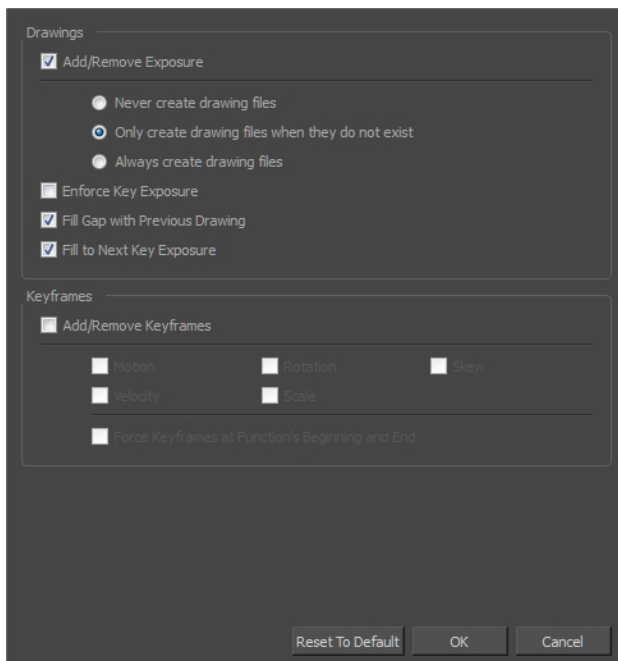 Drawings
Add/Remove Exposure
Never create drawing files
Only create drawing files when they do not exist
Always create drawing files
Enforce Key Exposure
Fill Gap with Previous Drawing
Fill to Next Key Exposure
Keyframes
Add/Remove Keyframes
Motion Rotation Skew
Velocity Scale
Force Keyframes at Function's Beginning and End
Reset To Default OK Cancel